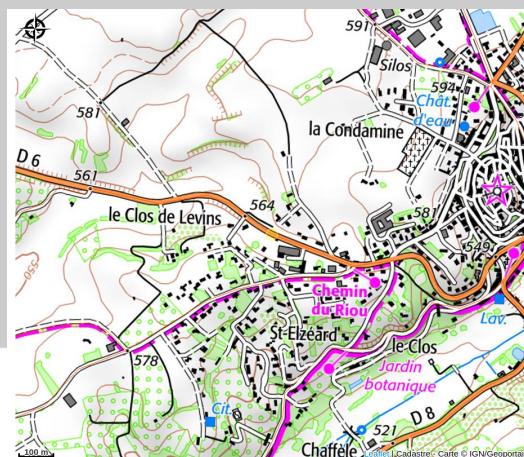 591
Silos
594
Chât.
d'eau
581
la Condamine
D 6
561
le Clos de Levins
564
581
549
550
Chemin
du Riou
Lav.
St-Elzéard
le Clos
578
Jardin
botanique
Cit.
D 8
521
Chaffèle
100 m
Leaflet | Cadastre - Carte © IGN/Geoportail